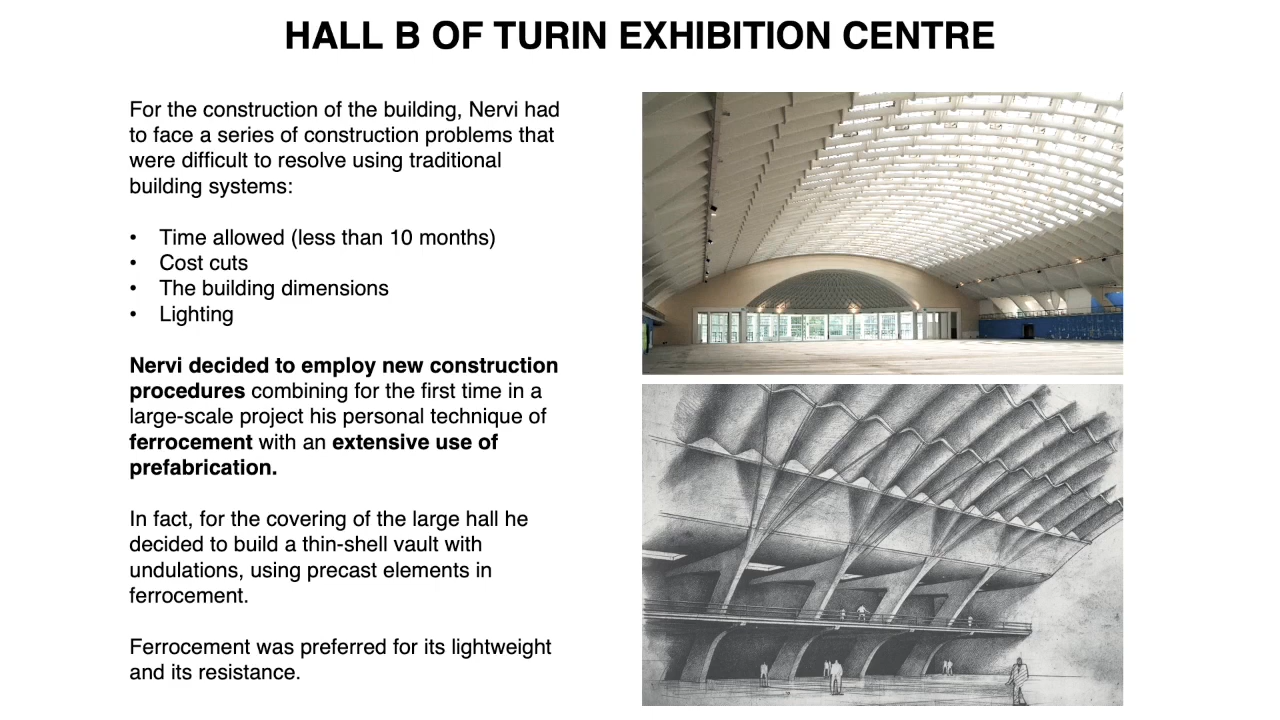 HALL B OF TURIN EXHIBITION CENTRE
For the construction of the building, Nervi had
to face a series of construction problems that
were difficult to resolve using traditional
building systems:
• Time allowed (less than 10 months)
• Cost cuts
• The building dimensions
• Lighting
Nervi decided to employ new construction
procedures combining for the first time in a
large-scale project his personal technique of
ferrocement with an extensive use of
prefabrication.
In fact, for the covering of the large hall he
decided to build a thin-shell vault with
undulations, using precast elements in
ferrocement.
Ferrocement was preferred for its lightweight
and its resistance.